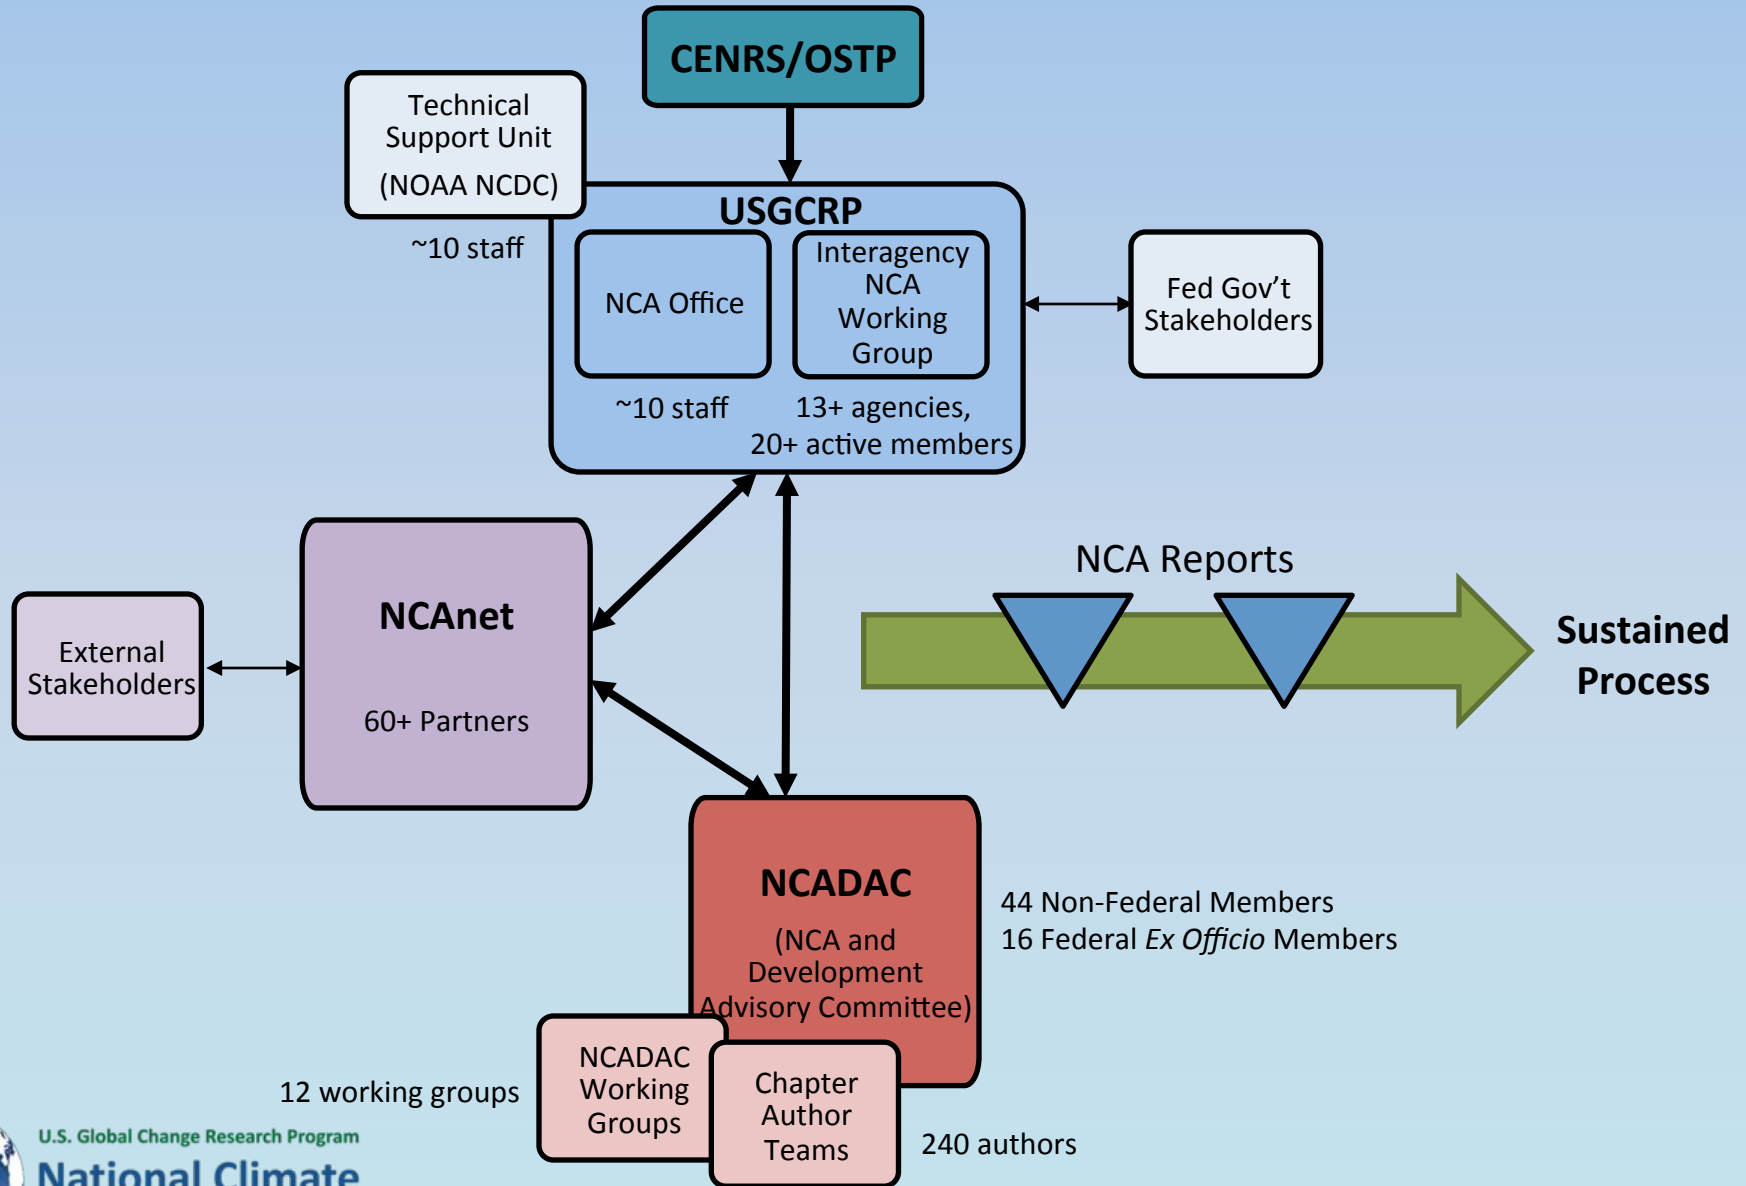 CENRS/OSTP
Technical
Support Unit
(NOAA NCDC)
~10 staff
USGCRP
NCA Office
~10 staff
Interagency
NCA
Working
Group
13+ agencies,
20+ active members
Fed Gov’t
Stakeholders
NCAnet
60+ Partners
External
Stakeholders
NCA Reports
Sustained
Process
NCADAC
(NCA and
Development
Advisory Committee)
44 Non-Federal Members
16 Federal Ex Officio Members
12 working groups
NCADAC
Working
Groups
Chapter
Author
Teams
240 authors
U.S. Global Change Research Program
National Climate